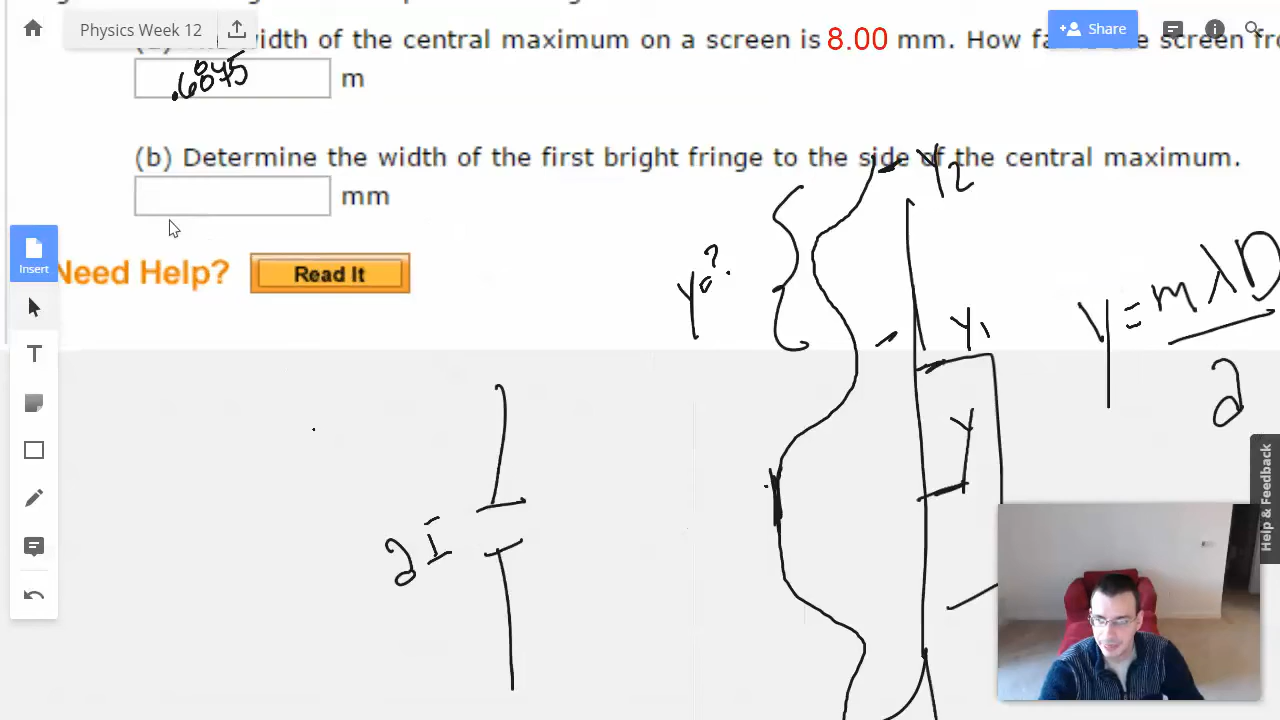 Physics Week 12
Share
width of the central maximum on a screen is 8.00 mm. How fa
screen
.6845 m
(b) Determine the width of the first bright fringe to the side of the central maximum.
mm
Need Help? Read It
Insert
T
y2
y?
y1
y
y = mλD
a
a
Help & Feedback